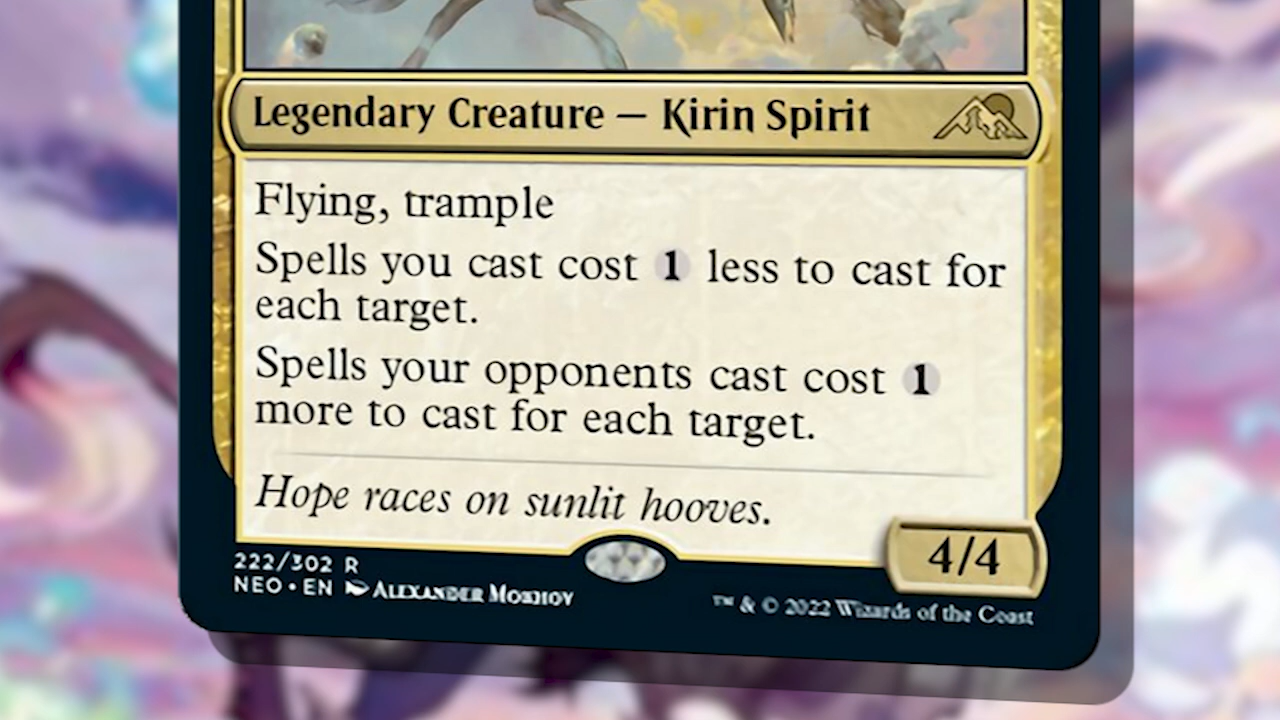 Legendary Creature — Kirin Spirit
Flying, trample
Spells you cast cost 1 less to cast for
each target.
Spells your opponents cast cost 1
more to cast for each target.
Hope races on sunlit hooves.
4/4
222/302 R
NEO • EN Alexander Mokhov
™ & © 2022 Wizards of the Coast